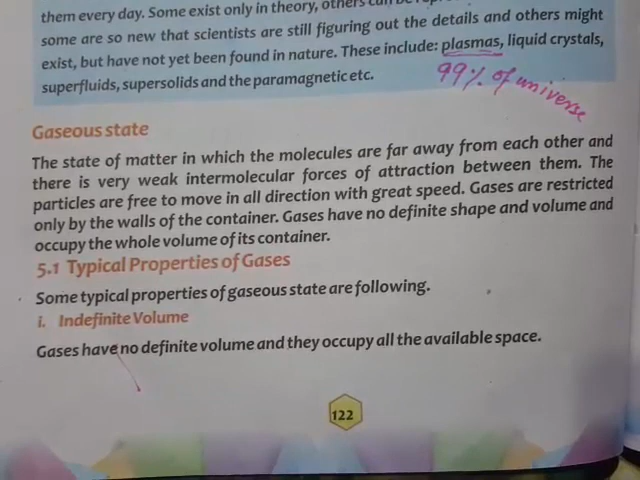 them every day. Some exist only in theory, others can be
some are so new that scientists are still figuring out the details and others might
exist, but have not yet been found in nature. These include: plasmas, liquid crystals,
superfluids, supersolids and the paramagnetic etc.
99% of universe
Gaseous state
The state of matter in which the molecules are far away from each other and
there is very weak intermolecular forces of attraction between them. The
particles are free to move in all direction with great speed. Gases are restricted
only by the walls of the container. Gases have no definite shape and volume and
occupy the whole volume of its container.
5.1 Typical Properties of Gases
Some typical properties of gaseous state are following.
i. Indefinite Volume
Gases have no definite volume and they occupy all the available space.
122